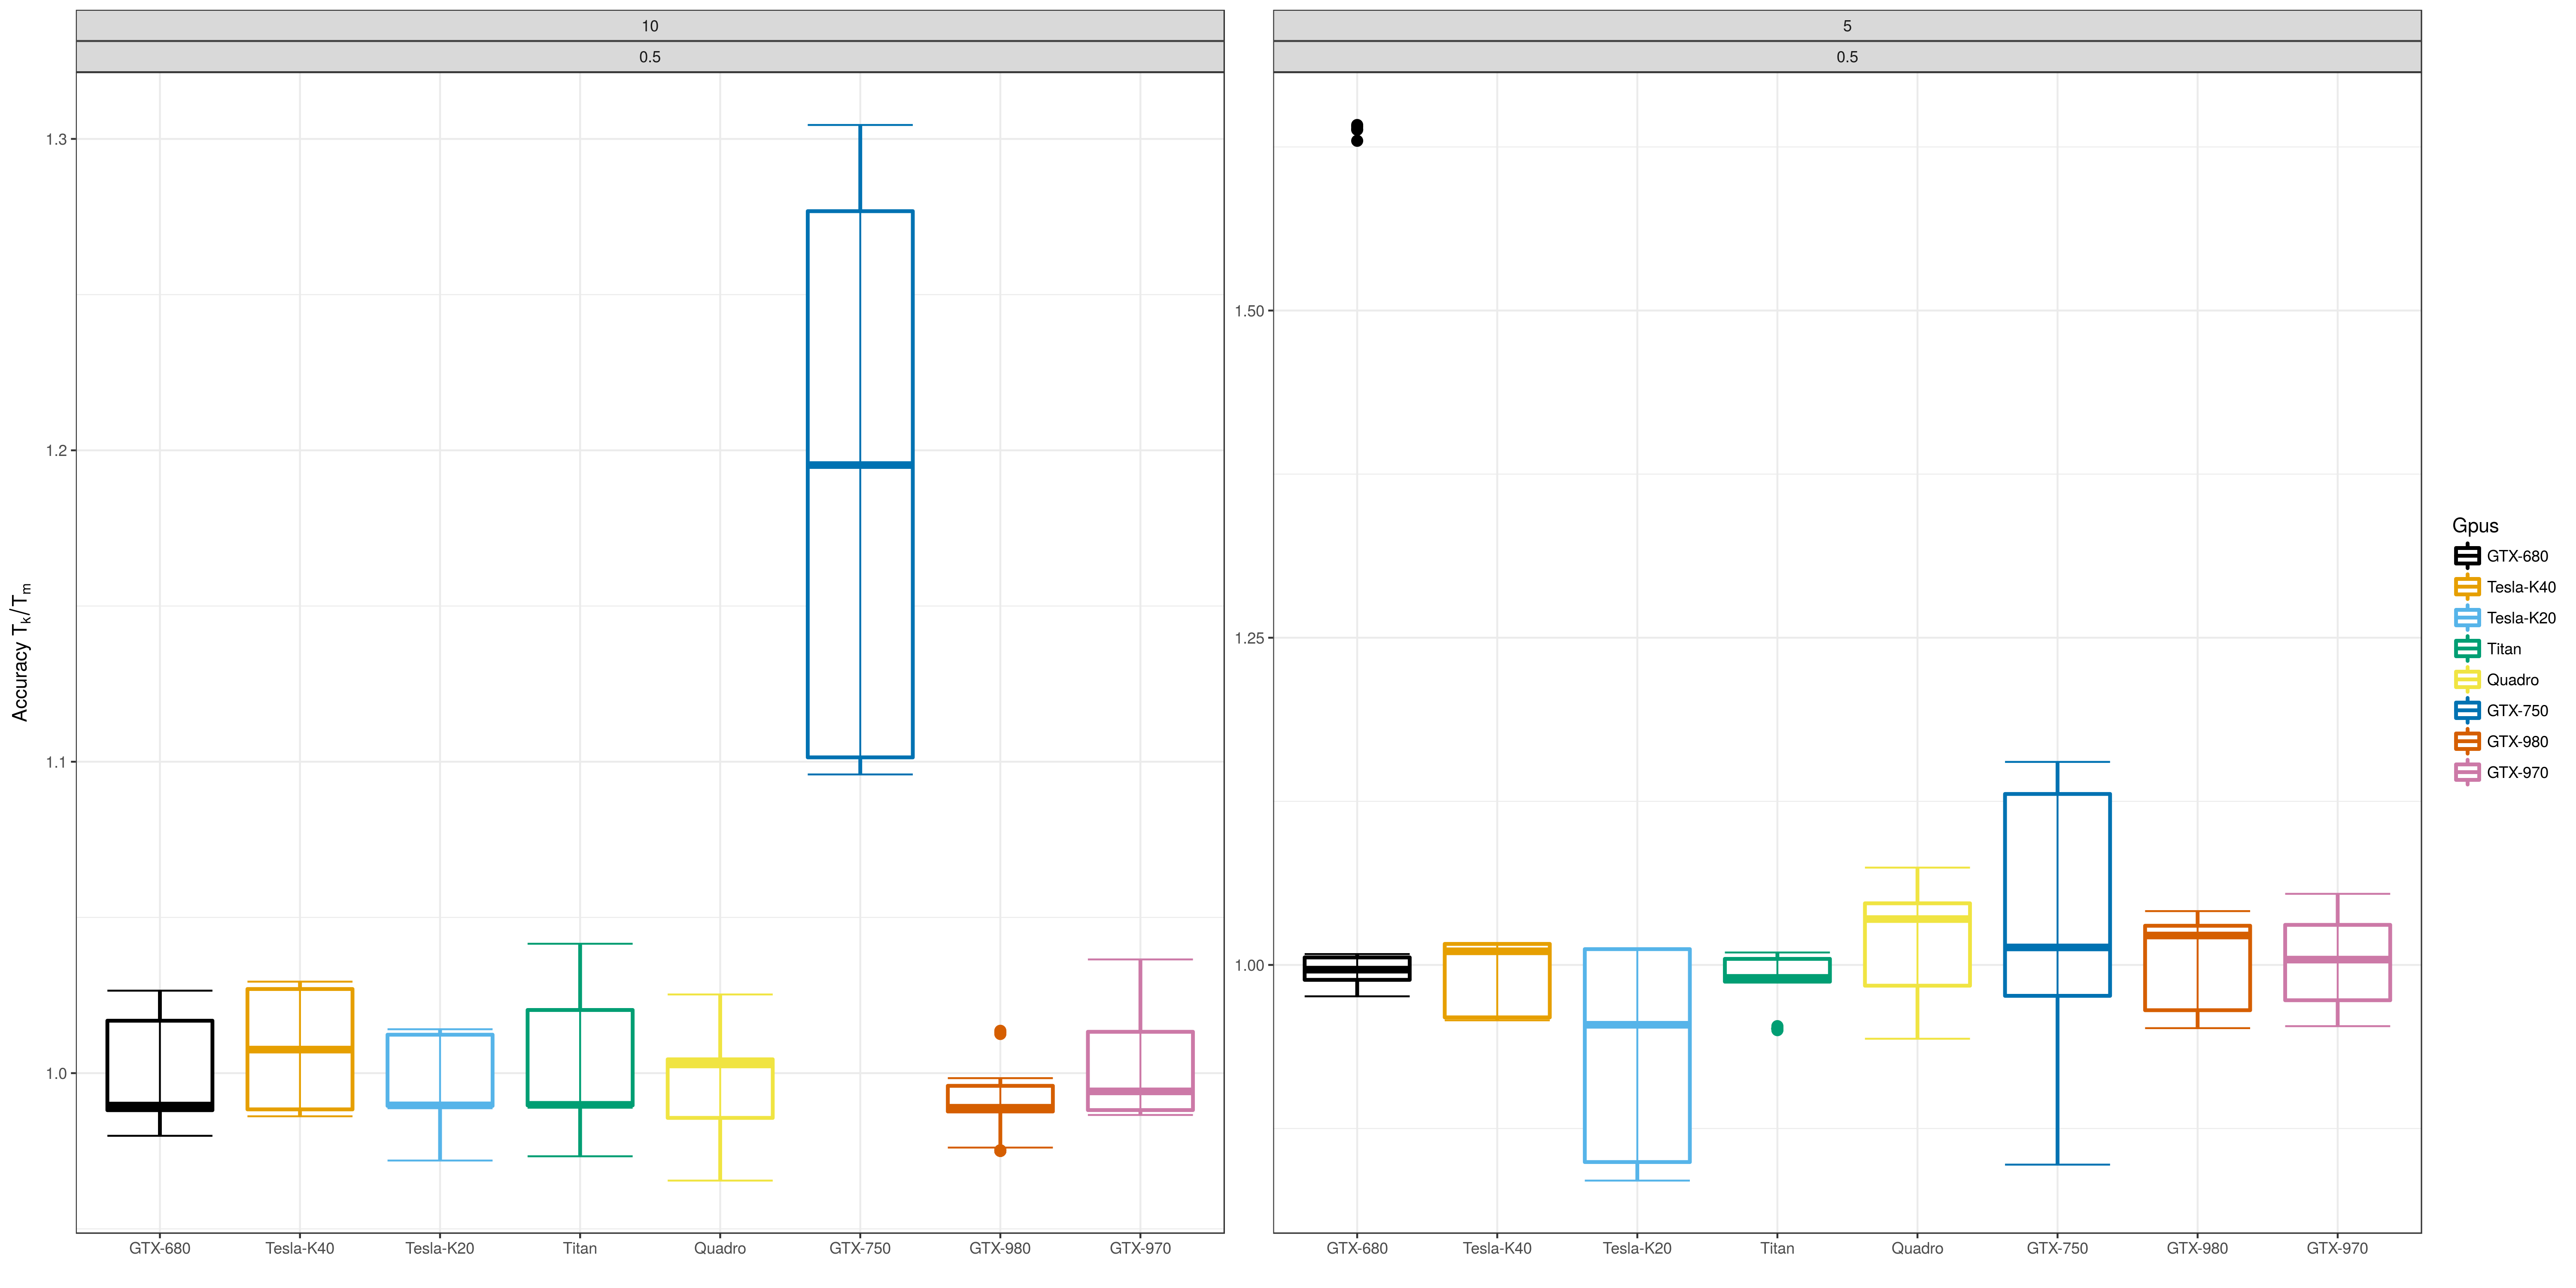 10
0.5
5
0.5
Accuracy Tk/Tm
1.3
1.2
1.1
1.0
1.50
1.25
1.00
GTX-680 Tesla-K40 Tesla-K20 Titan Quadro GTX-750 GTX-980 GTX-970
GTX-680 Tesla-K40 Tesla-K20 Titan Quadro GTX-750 GTX-980 GTX-970
Gpus
GTX-680
Tesla-K40
Tesla-K20
Titan
Quadro
GTX-750
GTX-980
GTX-970